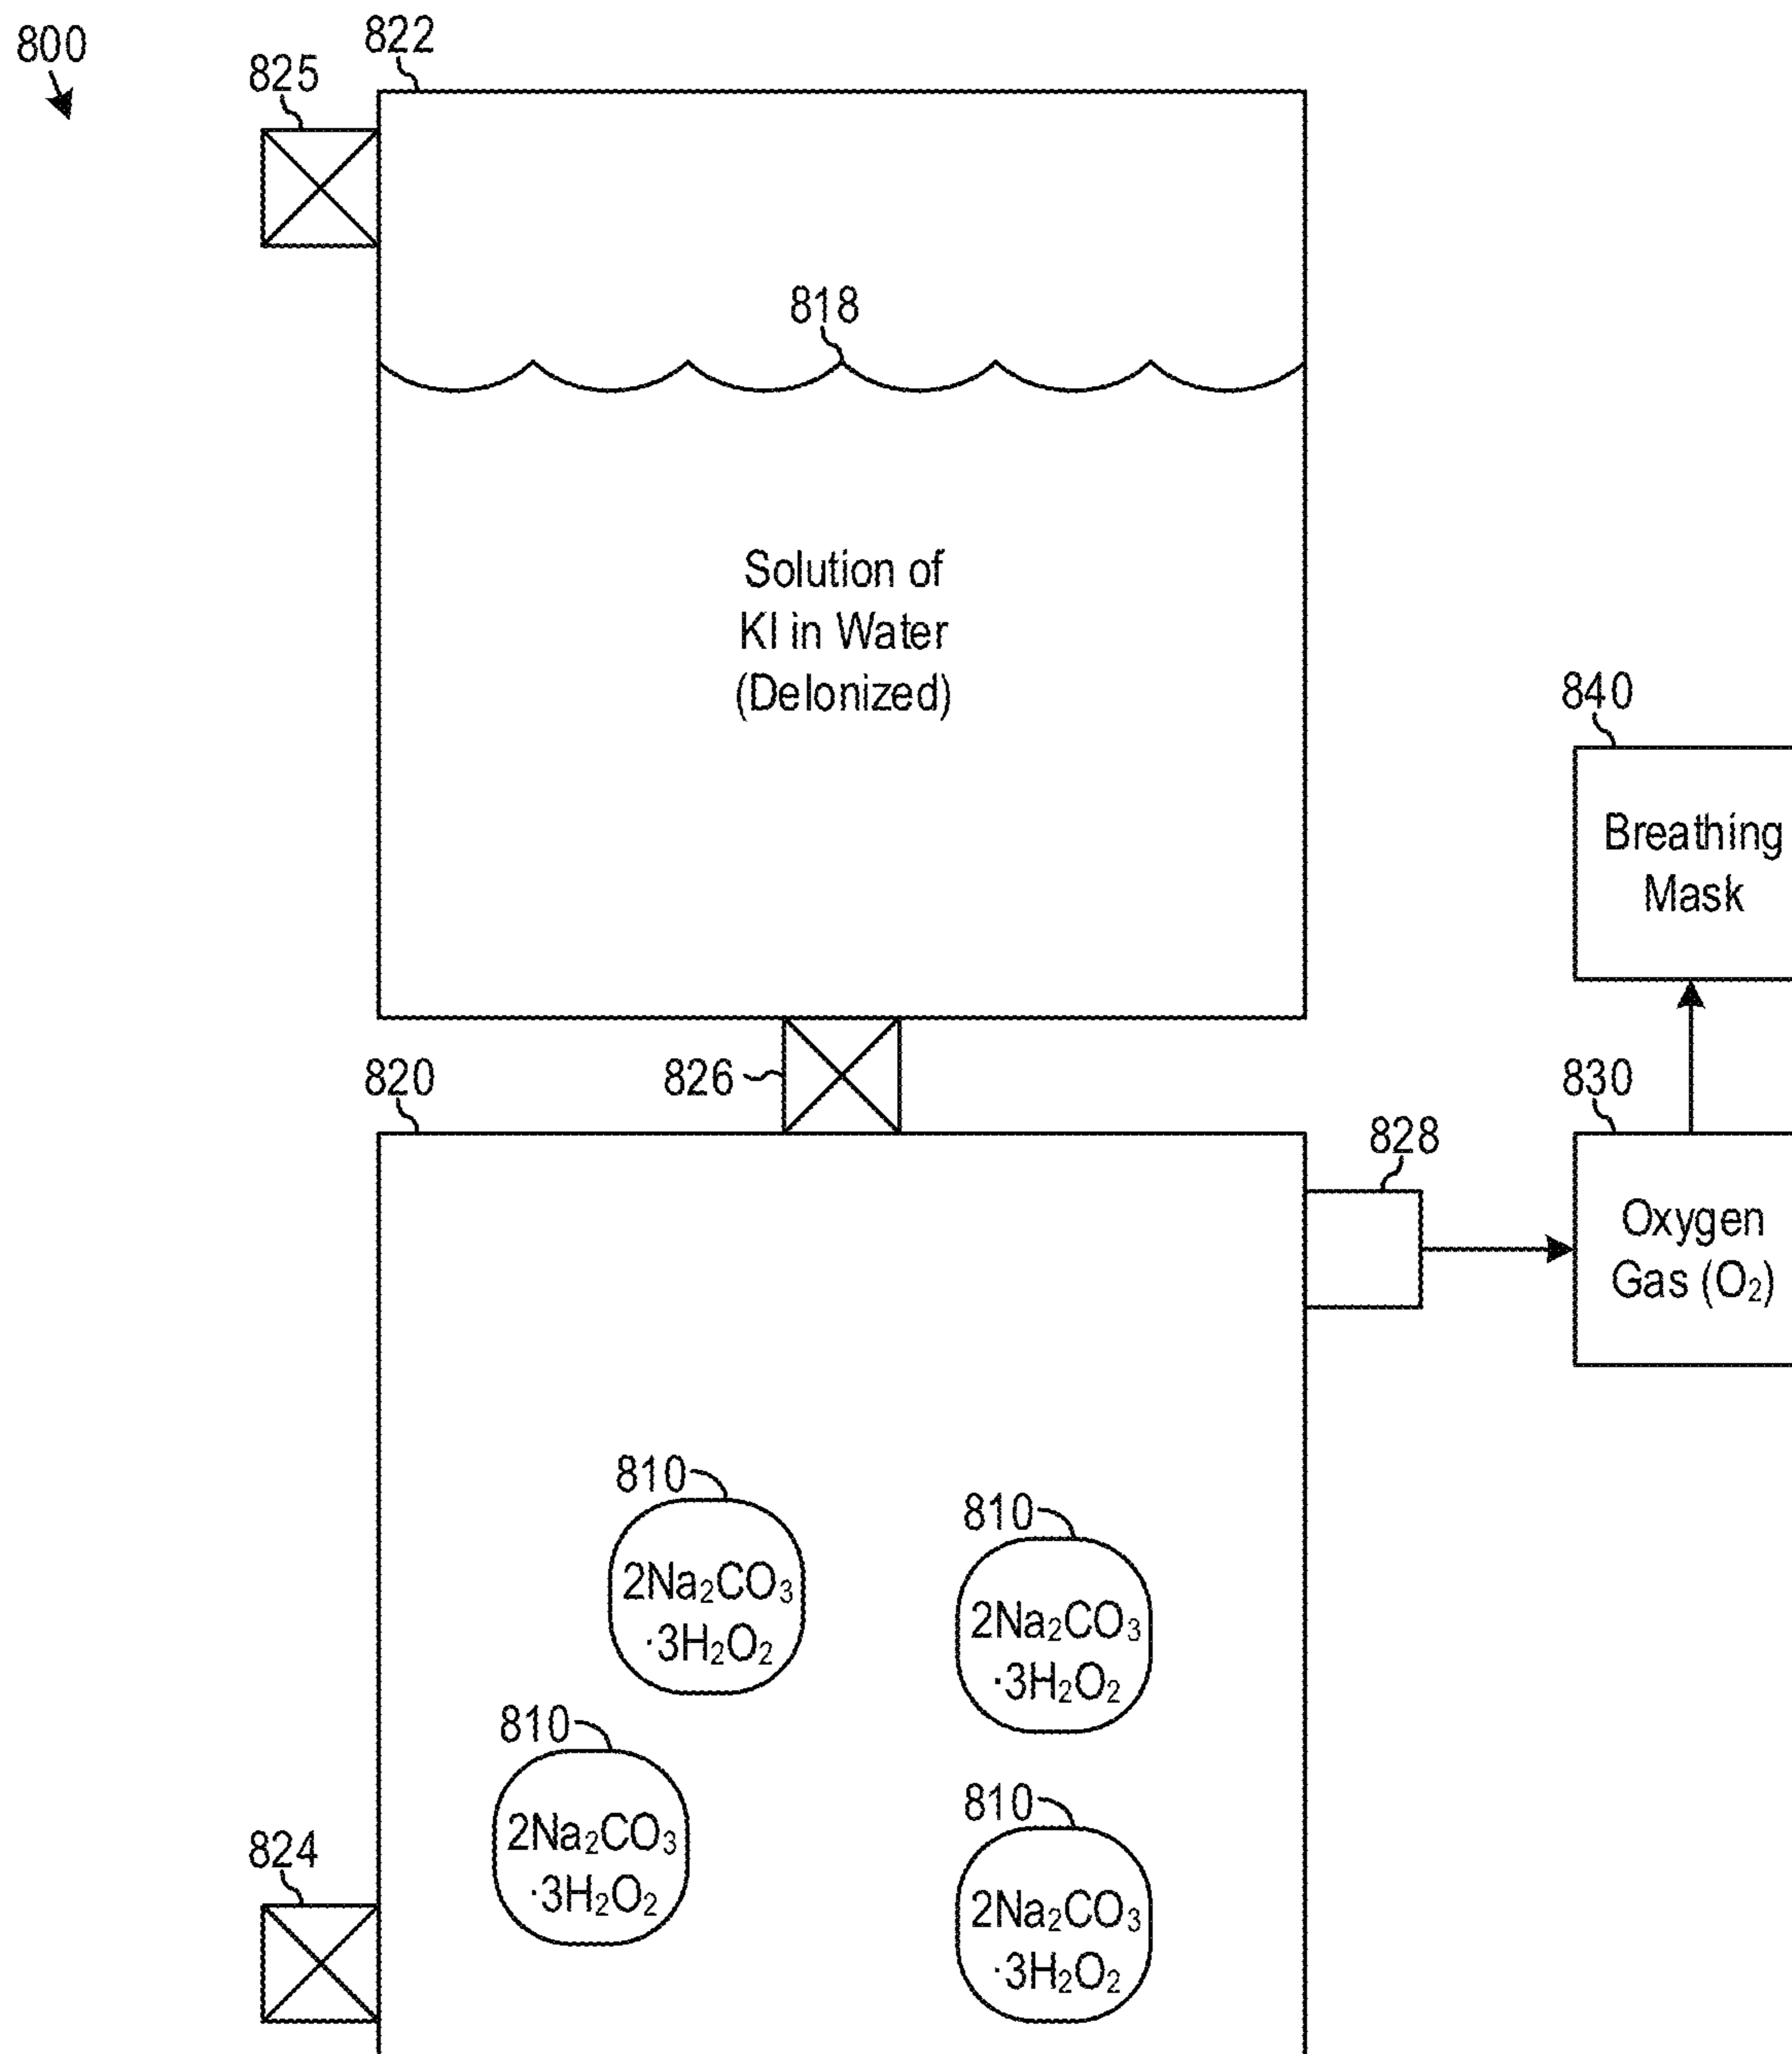 800
822
825
818
Solution of
KI in Water
(Delonized)
840
Breathing
Mask
826
820
830
828
Oxygen
Gas (O₂)
810
2Na₂CO₃
·3H₂O₂
810
2Na₂CO₃
·3H₂O₂
810
2Na₂CO₃
·3H₂O₂
810
2Na₂CO₃
·3H₂O₂
824